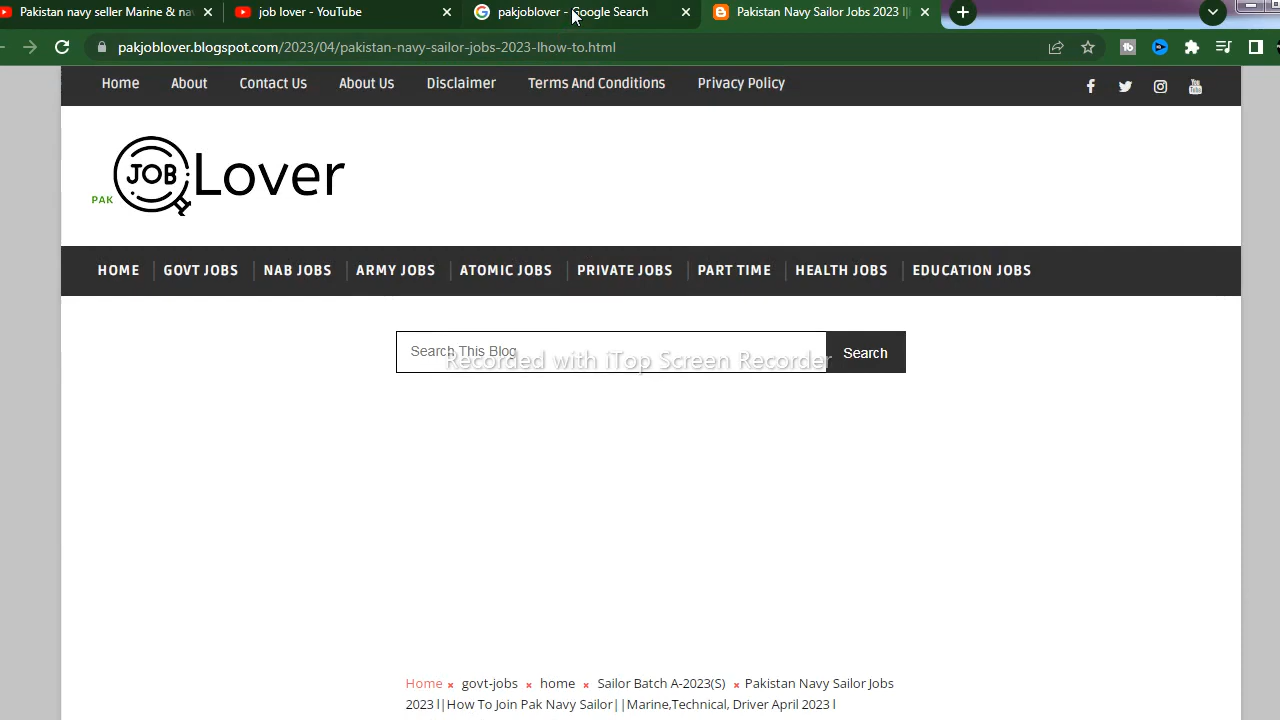 Pakistan navy seller Marine & na
job lover - YouTube
pakjoblover - Google Search
Pakistan Navy Sailor Jobs 2023 l|
pakjoblover.blogspot.com/2023/04/pakistan-navy-sailor-jobs-2023-lhow-to.html
Home About Contact Us About Us Disclaimer Terms And Conditions Privacy Policy
You Tube
PAK JOB Lover
HOME GOVT JOBS NAB JOBS ARMY JOBS ATOMIC JOBS PRIVATE JOBS PART TIME HEALTH JOBS EDUCATION JOBS
Search This Blog Search
Recorded with iTop Screen Recorder
Home × govt-jobs × home × Sailor Batch A-2023(S) × Pakistan Navy Sailor Jobs
2023 l||How To Join Pak Navy Sailor||Marine,Technical, Driver April 2023 l